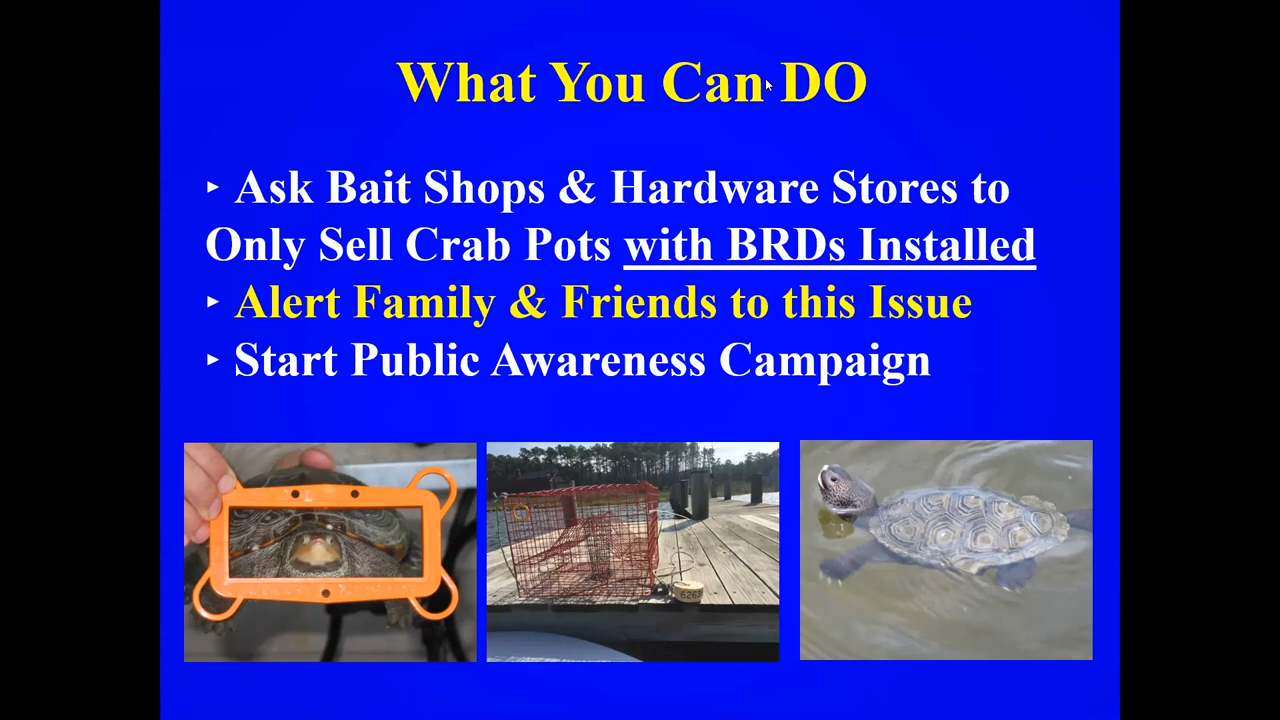 What You Can DO
‣ Ask Bait Shops & Hardware Stores to
Only Sell Crab Pots with BRDs Installed
‣ Alert Family & Friends to this Issue
‣ Start Public Awareness Campaign